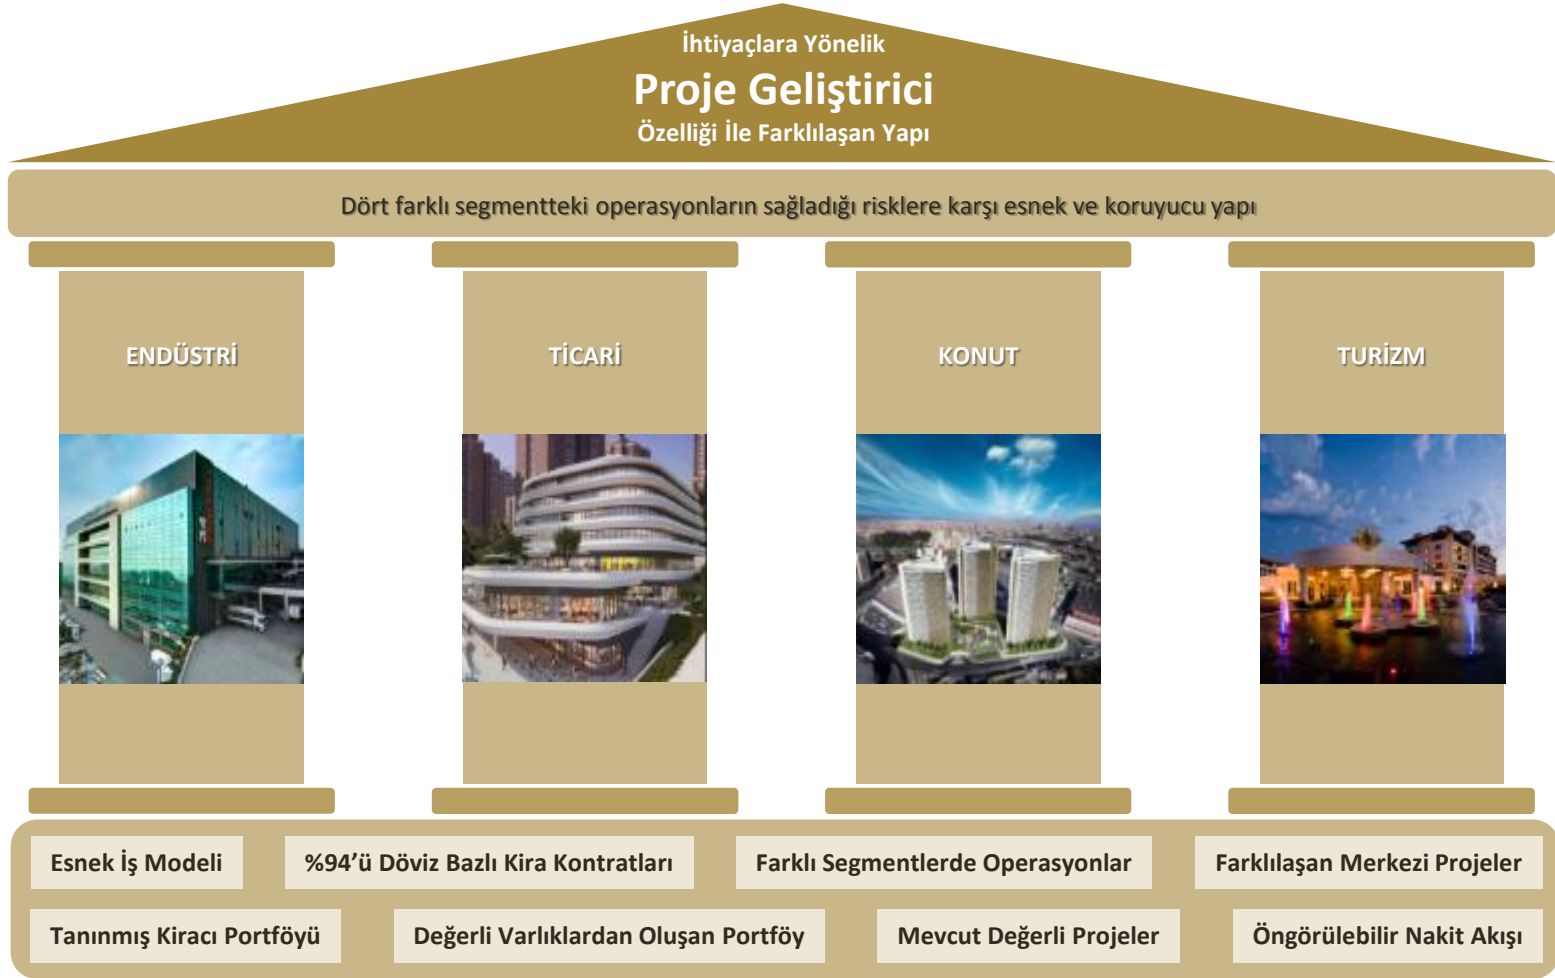 İhtiyaçlara Yönelik
Proje Geliştirici
Özelliği İle Farklılaşan Yapı
Dört farklı segmentteki operasyonların sağladığı risklere karşı esnek ve koruyucu yapı
ENDÜSTRİ
TİCARİ
KONUT
TURİZM
Esnek İş Modeli
%94’ü Döviz Bazlı Kira Kontratları
Farklı Segmentlerde Operasyonlar
Farklılaşan Merkezi Projeler
Tanınmış Kiracı Portföyü
Değerli Varlıklardan Oluşan Portföy
Mevcut Değerli Projeler
Öngörülebilir Nakit Akışı